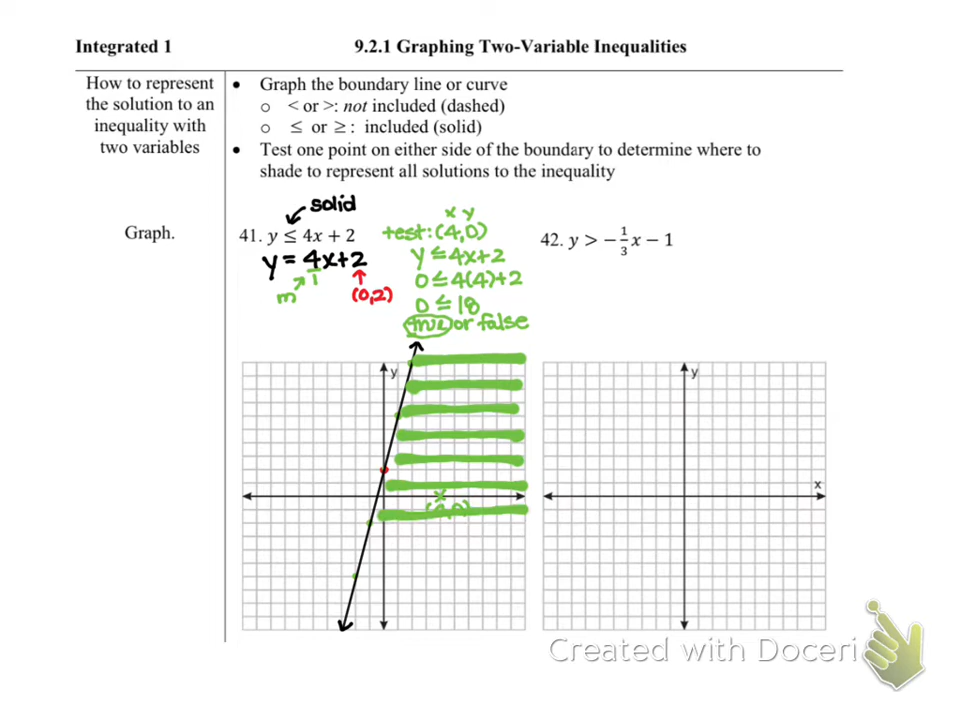 Integrated 1 9.2.1 Graphing Two-Variable Inequalities
How to represent
the solution to an
inequality with
two variables
• Graph the boundary line or curve
o < or >: not included (dashed)
o ≤ or ≥ : included (solid)
• Test one point on either side of the boundary to determine where to
shade to represent all solutions to the inequality
Graph.
solid
41. y ≤ 4x + 2
y = 4x+2
1
m
(0,2)
x y
test: (4,0)
y ≤ 4x+2
0 ≤ 4(4)+2
0 ≤ 18
true or false
42. y > −1/3 x − 1
y
x
y
x
Created with Doceri